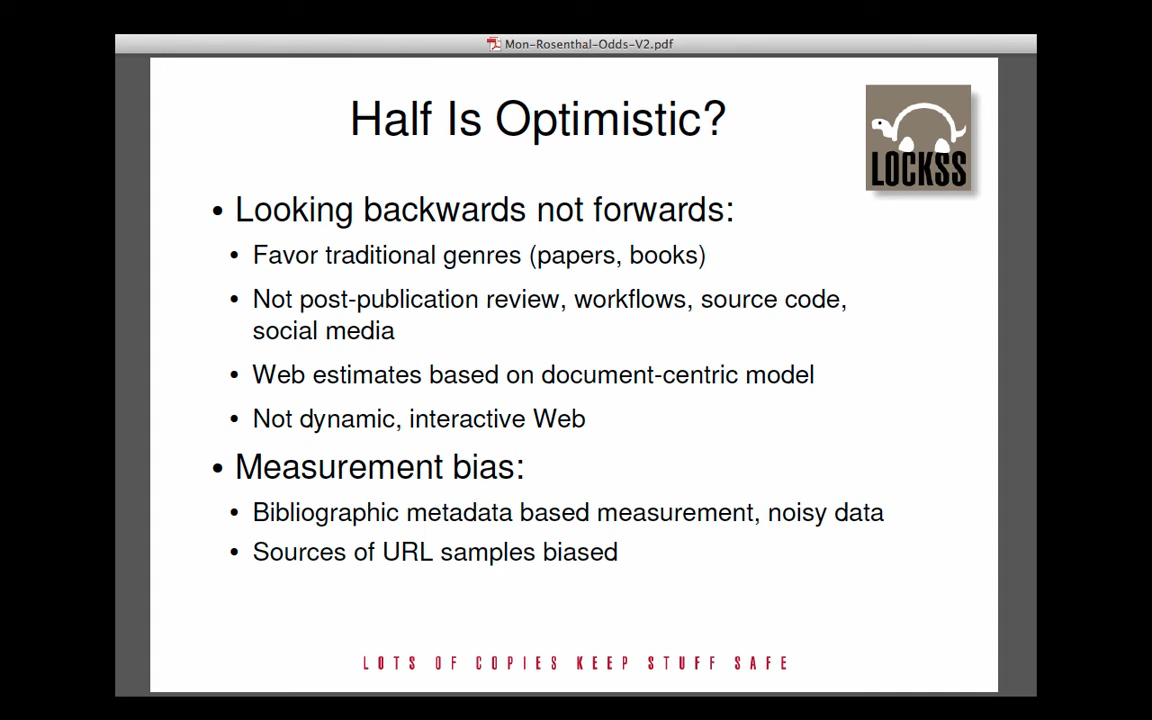 Mon-Rosenthal-Odds-V2.pdf
Half Is Optimistic?
LOCKSS
• Looking backwards not forwards:
• Favor traditional genres (papers, books)
• Not post-publication review, workflows, source code,
social media
• Web estimates based on document-centric model
• Not dynamic, interactive Web
• Measurement bias:
• Bibliographic metadata based measurement, noisy data
• Sources of URL samples biased
LOTS OF COPIES KEEP STUFF SAFE